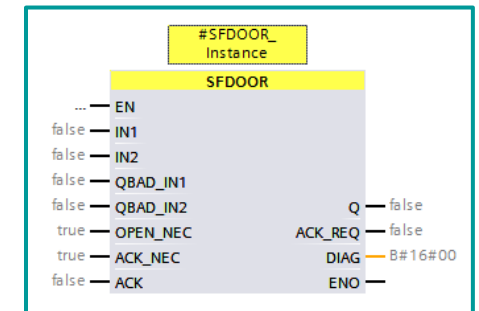 #SFDOOR_
Instance
SFDOOR
... EN
false IN1
false IN2
false QBAD_IN1
false QBAD_IN2 Q false
true OPEN_NEC ACK_REQ false
true ACK_NEC DIAG B#16#00
false ACK ENO